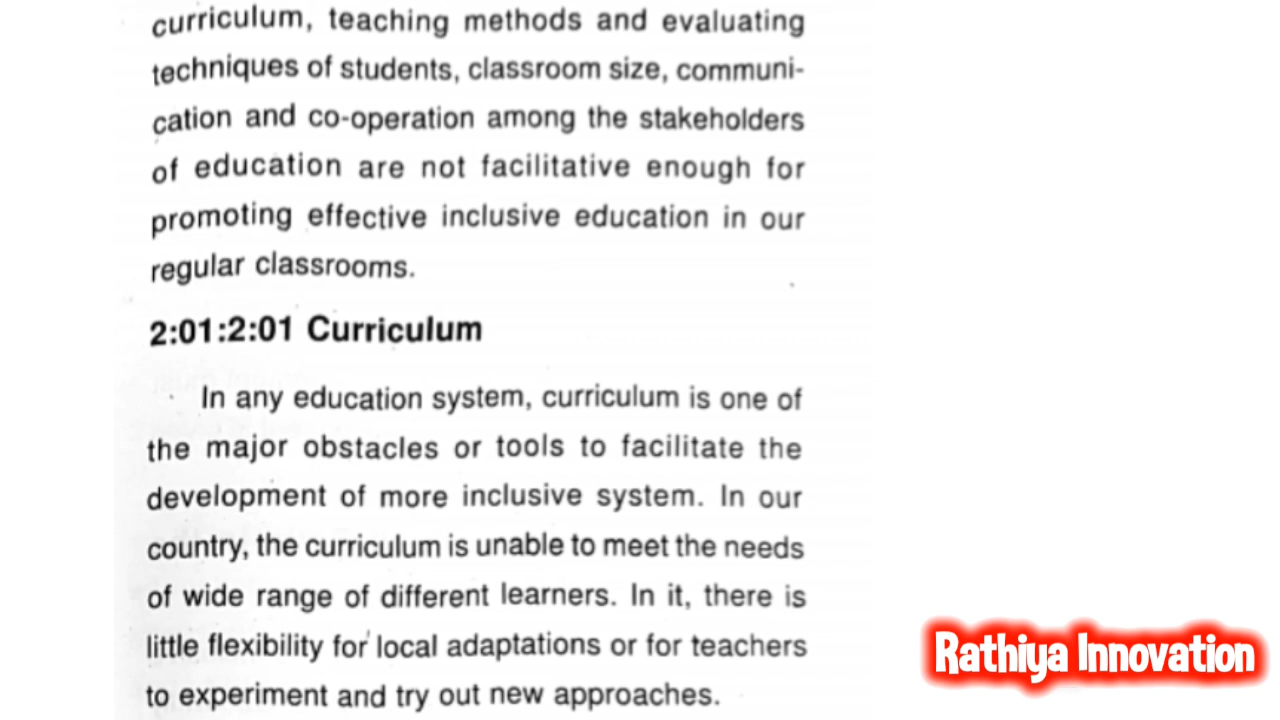 curriculum, teaching methods and evaluating
techniques of students, classroom size, communi-
cation and co-operation among the stakeholders
of education are not facilitative enough for
promoting effective inclusive education in our
regular classrooms.
2:01:2:01 Curriculum
In any education system, curriculum is one of
the major obstacles or tools to facilitate the
development of more inclusive system. In our
country, the curriculum is unable to meet the needs
of wide range of different learners. In it, there is
little flexibility for local adaptations or for teachers
to experiment and try out new approaches.
Rathiya Innovation